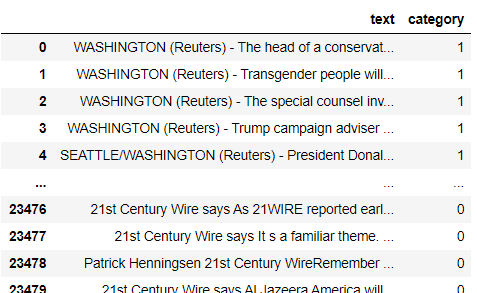 text category
0 WASHINGTON (Reuters) - The head of a conservat... 1
1 WASHINGTON (Reuters) - Transgender people will... 1
2 WASHINGTON (Reuters) - The special counsel inv... 1
3 WASHINGTON (Reuters) - Trump campaign adviser ... 1
4 SEATTLE/WASHINGTON (Reuters) - President Donal... 1
... ... ...
23476 21st Century Wire says As 21WIRE reported earl... 0
23477 21st Century Wire says It s a familiar theme. ... 0
23478 Patrick Henningsen 21st Century WireRemember ... 0
23479 21st Century Wire says Al Jazeera America will... 0